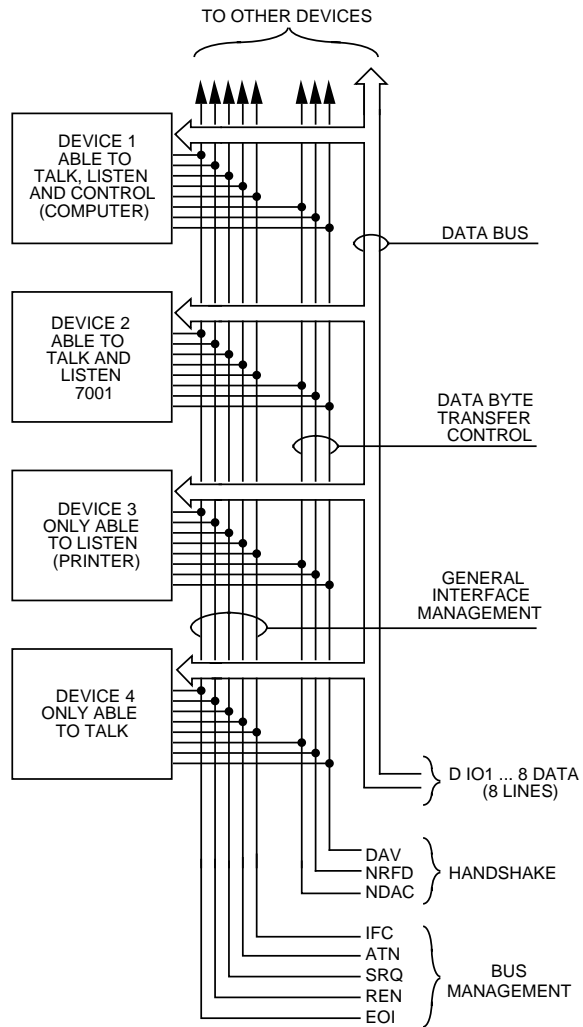 TO OTHER DEVICES
DEVICE 1
ABLE TO
TALK, LISTEN
AND CONTROL
(COMPUTER)
DATA BUS
DEVICE 2
ABLE TO
TALK AND
LISTEN
7001
DATA BYTE
TRANSFER
CONTROL
DEVICE 3
ONLY ABLE
TO LISTEN
(PRINTER)
GENERAL
INTERFACE
MANAGEMENT
DEVICE 4
ONLY ABLE
TO TALK
D IO1 ... 8 DATA
(8 LINES)
DAV
NRFD
NDAC
HANDSHAKE
IFC
ATN
SRQ
REN
EOI
BUS
MANAGEMENT